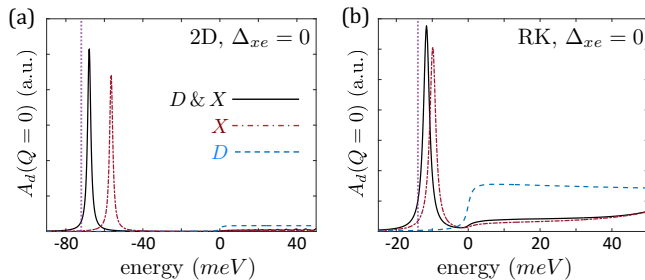 (a)
2D, Δ_{xe} = 0
A_d(Q = 0) (a.u.)
D & X
X
D
-80 -40 0 40
energy (meV)
(b)
RK, Δ_{xe} = 0
A_d(Q = 0) (a.u.)
-20 0 20 40
energy (meV)